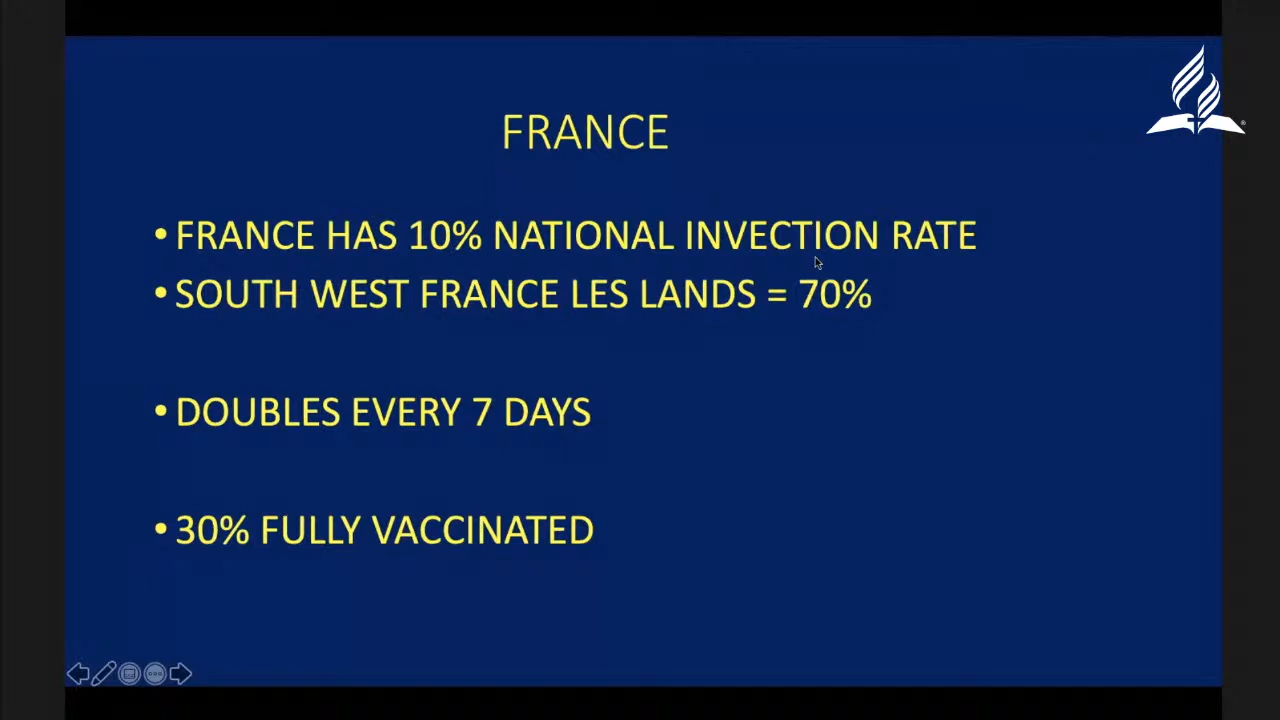 FRANCE
• FRANCE HAS 10% NATIONAL INVECTION RATE
• SOUTH WEST FRANCE LES LANDS = 70%
• DOUBLES EVERY 7 DAYS
• 30% FULLY VACCINATED